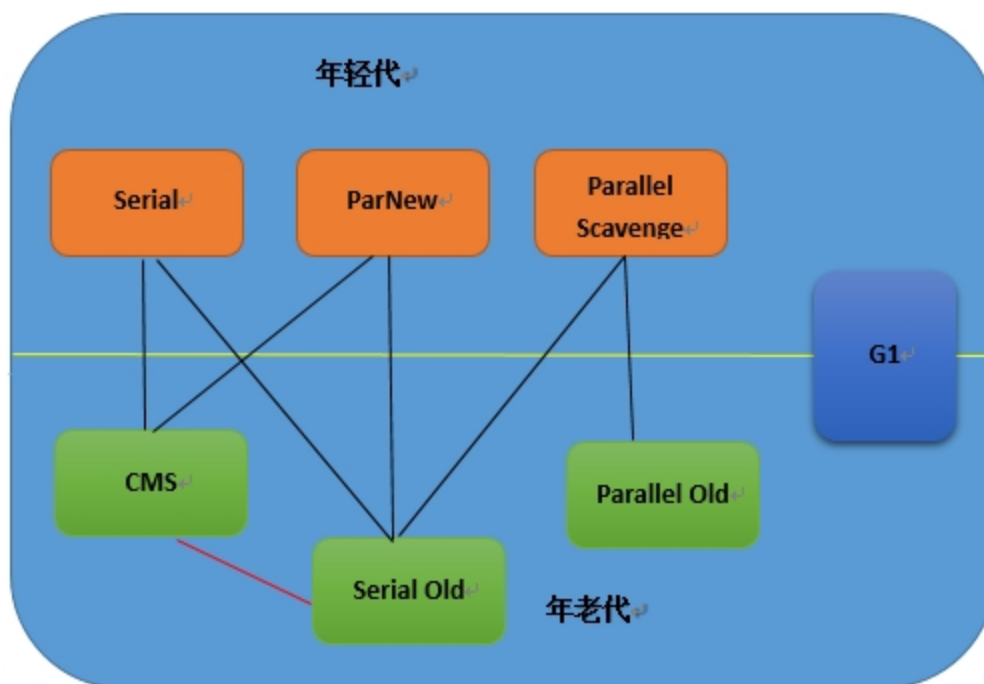 年轻代
Serial
ParNew
Parallel
Scavenge
G1
CMS
Parallel Old
Serial Old
年老代